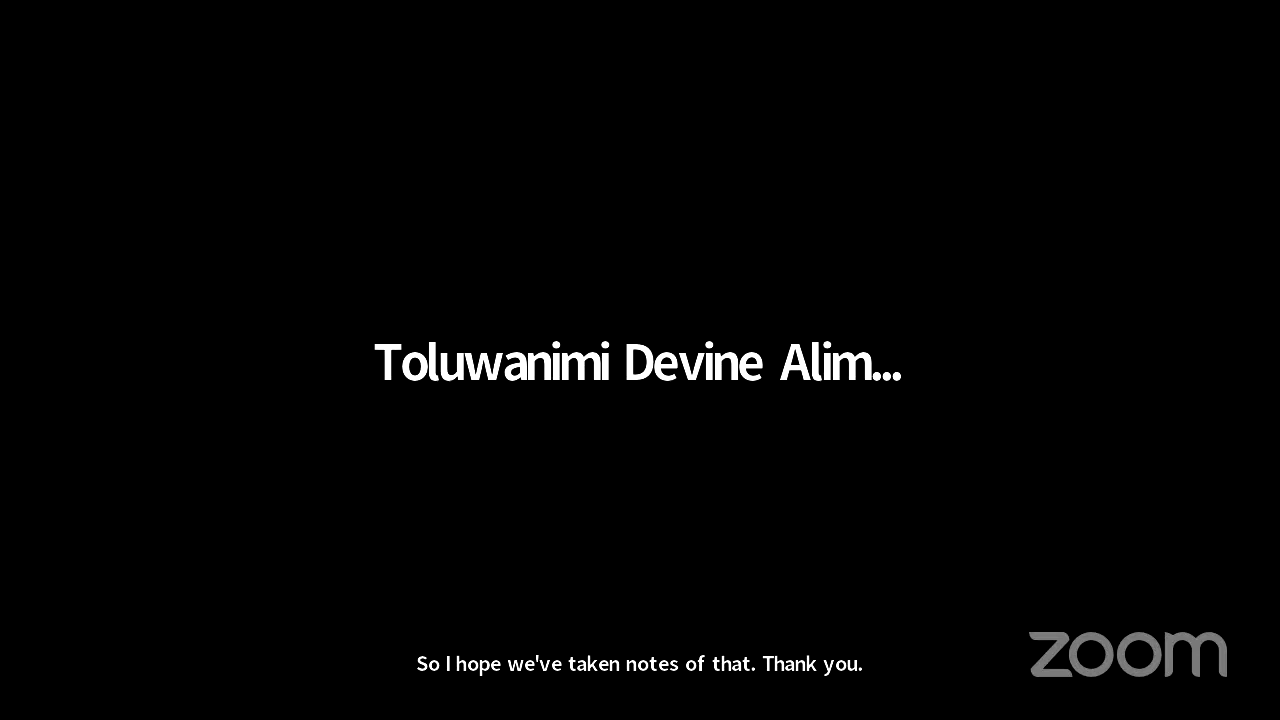 Toluwanimi Devine Alim...
So I hope we've taken notes of that. Thank you.
zoom